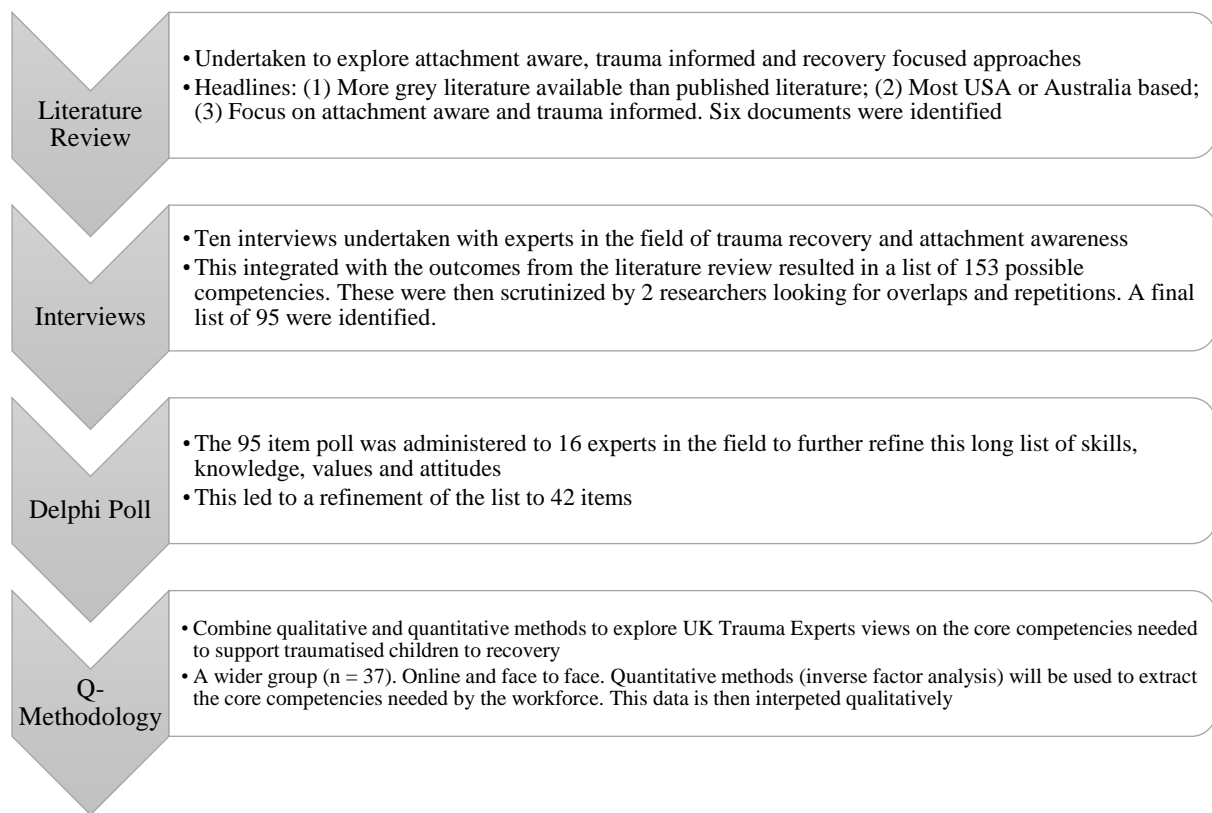 Literature
Review
• Undertaken to explore attachment aware, trauma informed and recovery focused approaches
• Headlines: (1) More grey literature available than published literature; (2) Most USA or Australia based;
(3) Focus on attachment aware and trauma informed. Six documents were identified
Interviews
• Ten interviews undertaken with experts in the field of trauma recovery and attachment awareness
• This integrated with the outcomes from the literature review resulted in a list of 153 possible
competencies. These were then scrutinized by 2 researchers looking for overlaps and repetitions. A final
list of 95 were identified.
Delphi Poll
• The 95 item poll was administered to 16 experts in the field to further refine this long list of skills,
knowledge, values and attitudes
• This led to a refinement of the list to 42 items
Q-
Methodology
• Combine qualitative and quantitative methods to explore UK Trauma Experts views on the core competencies needed
to support traumatised children to recovery
• A wider group (n = 37). Online and face to face. Quantitative methods (inverse factor analysis) will be used to extract
the core competencies needed by the workforce. This data is then interpeted qualitatively